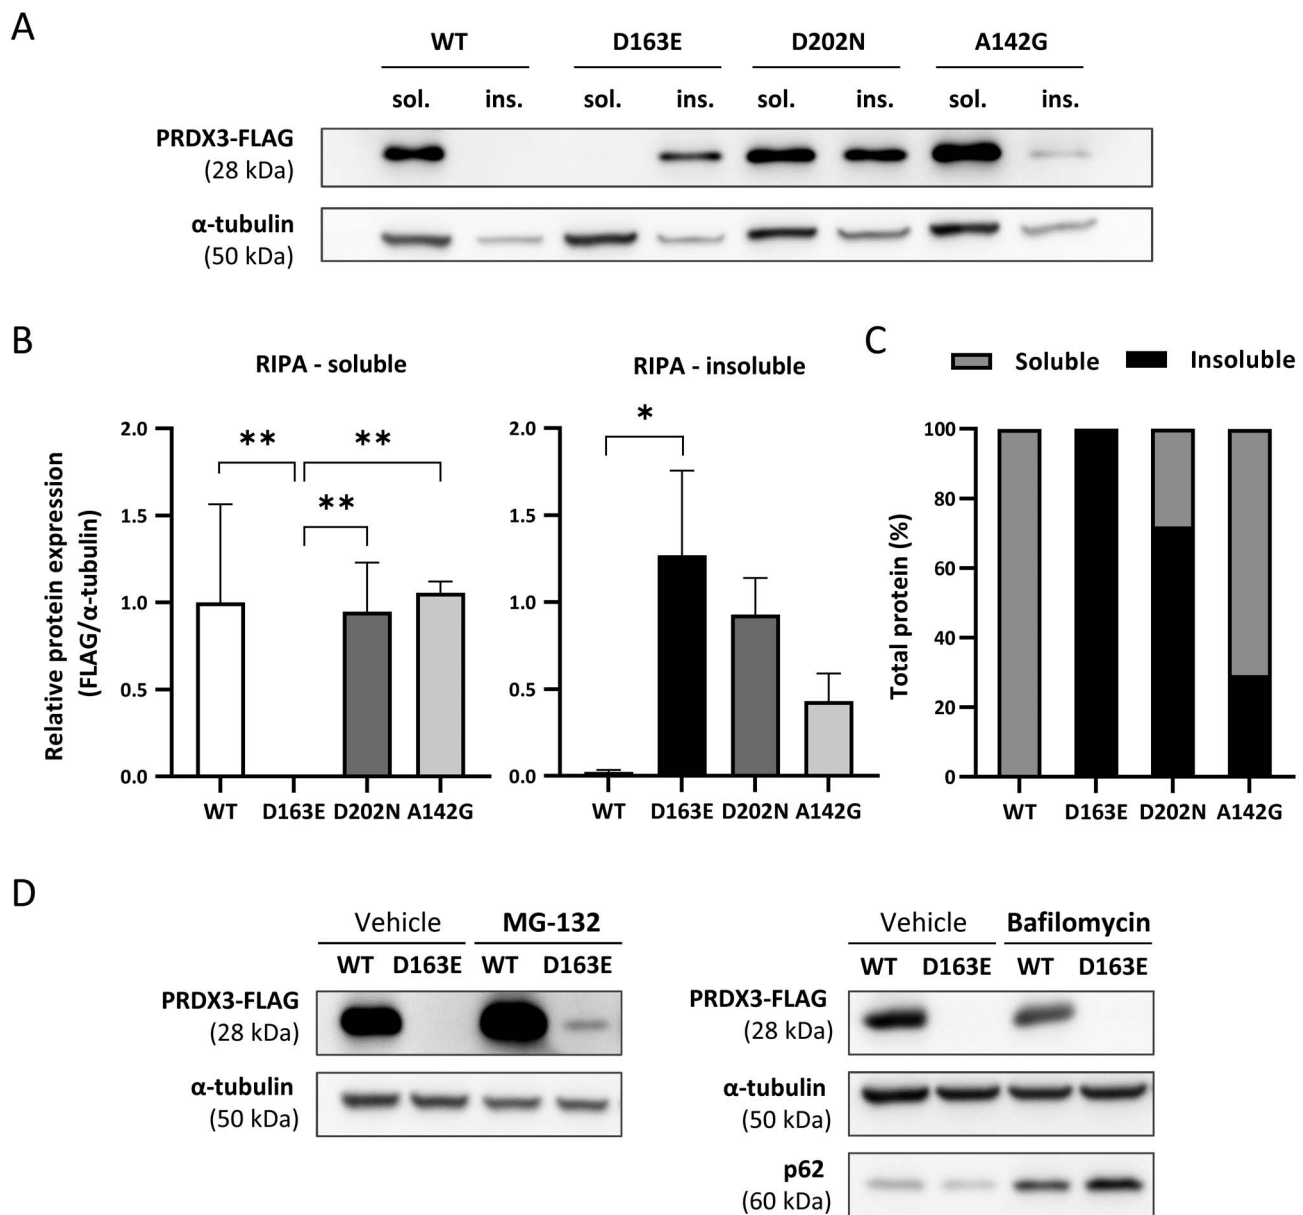 A
WT D163E D202N A142G
sol. ins. sol. ins. sol. ins. sol. ins.
PRDX3-FLAG
(28 kDa)
α-tubulin
(50 kDa)
B
RIPA - soluble
Relative protein expression
(FLAG/α-tubulin)
2.0
1.5
1.0
0.5
0.0
** **
**
WT D163E D202N A142G
RIPA - insoluble
2.0
1.5
1.0
0.5
0.0
*
WT D163E D202N A142G
C
Soluble Insoluble
Total protein (%)
100
80
60
40
20
0
WT D163E D202N A142G
D
Vehicle MG-132
WT D163E WT D163E
PRDX3-FLAG
(28 kDa)
α-tubulin
(50 kDa)
Vehicle Bafilomycin
WT D163E WT D163E
PRDX3-FLAG
(28 kDa)
α-tubulin
(50 kDa)
p62
(60 kDa)